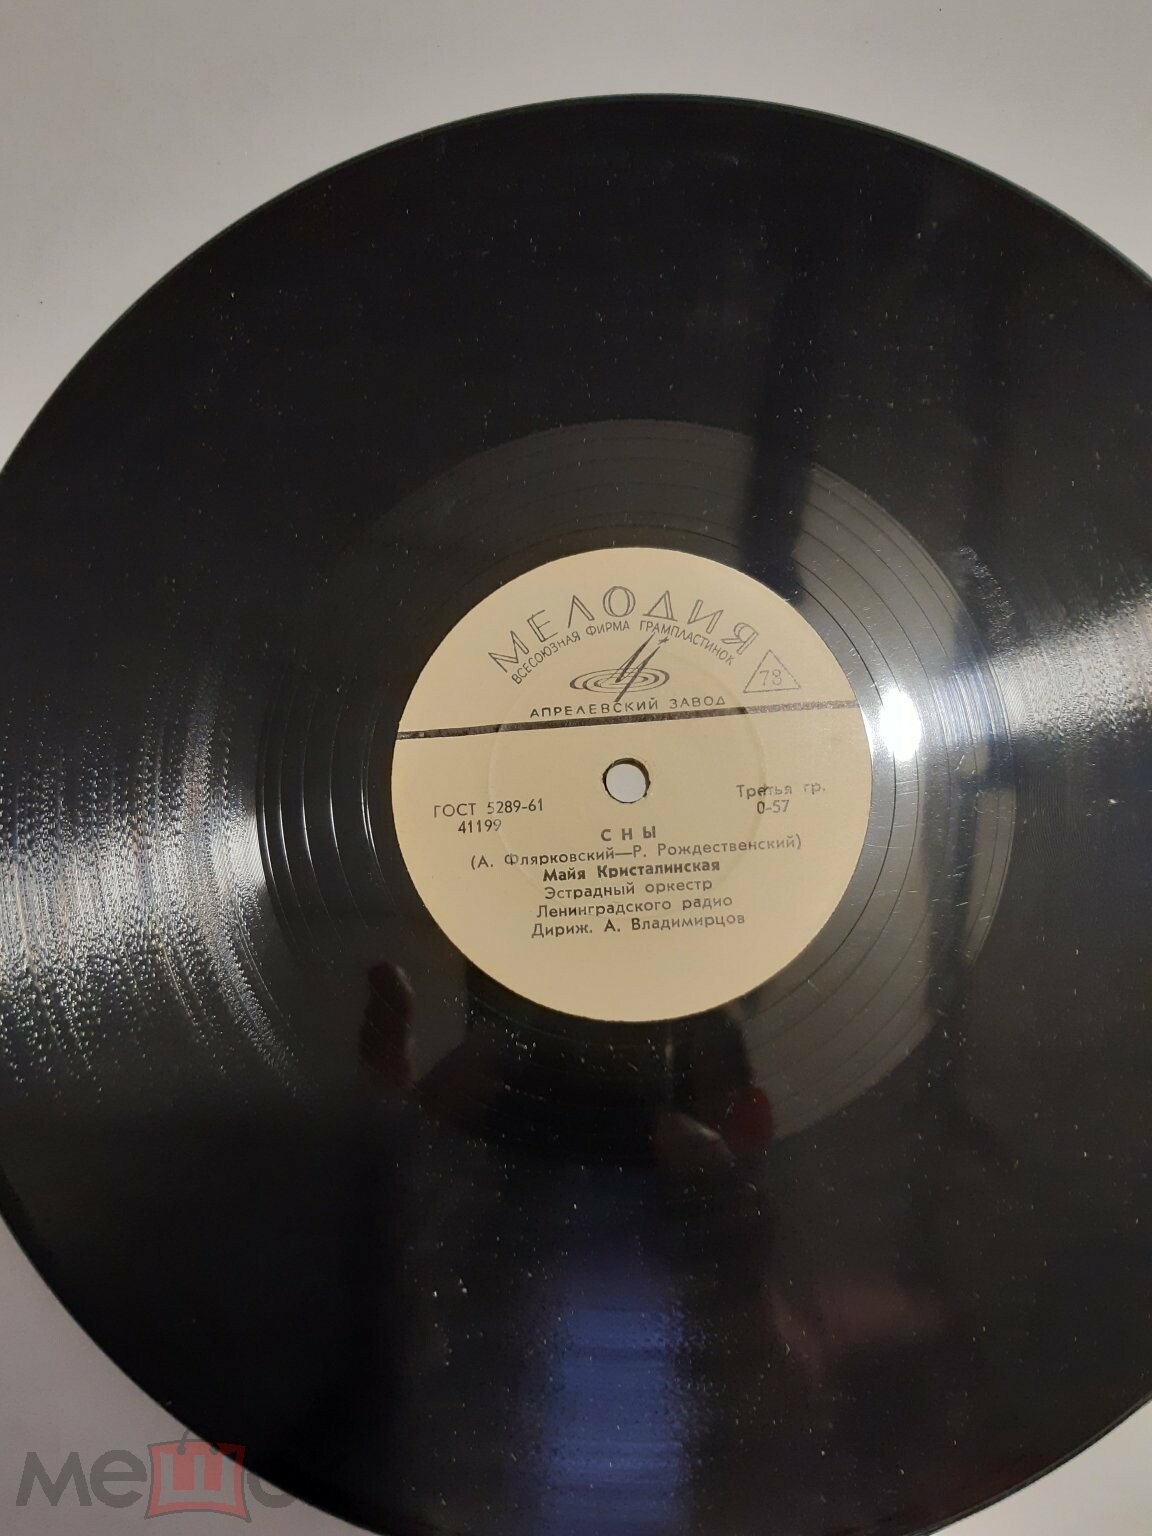 МЕЛОДИЯ
ВСЕСОЮЗНАЯ ФИРМА ГРАМПЛАСТИНОК
78
АПРЕЛЕВСКИЙ ЗАВОД
ГОСТ 5289-61
41199
Третья гр.
0-57
СНЫ
(А. Флярковский—Р. Рождественский)
Майя Кристалинская
Эстрадный оркестр
Ленинградского радио
Дириж. А. Владимирцов